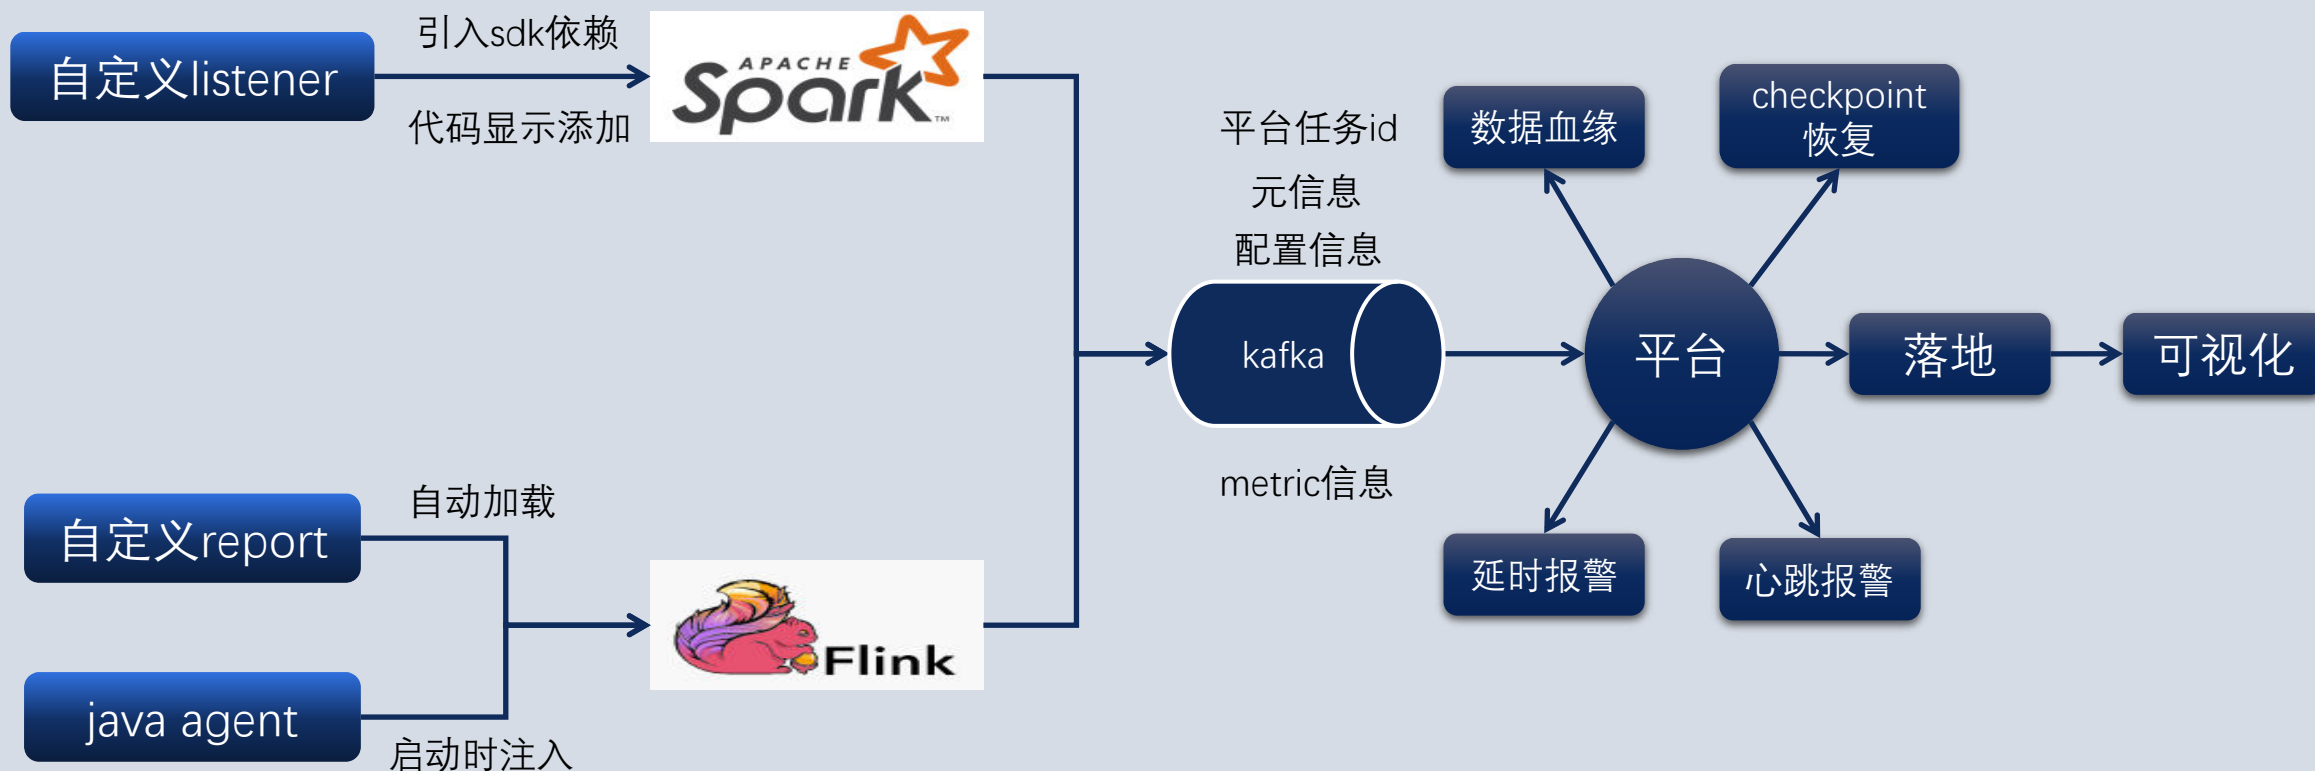 引入sdk依赖
自定义listener
代码显示添加
APACHE
Spark™
平台任务id
元信息
配置信息
kafka
metric信息
数据血缘
checkpoint
恢复
平台
落地
可视化
延时报警
心跳报警
自动加载
自定义report
Flink
java agent
启动时注入